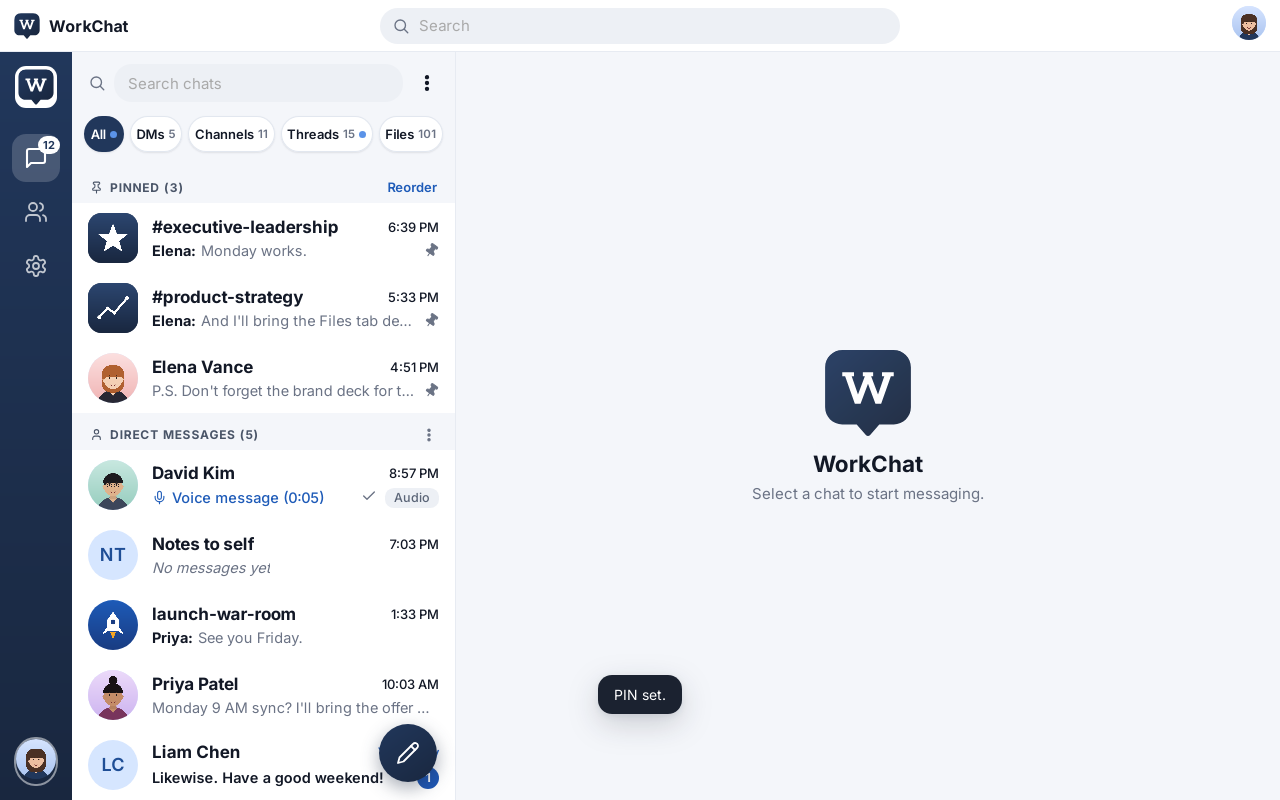 W WorkChat
Search
W
12
Search chats
All
DMs 5
Channels 11
Threads 15
Files 101
PINNED (3)
Reorder
#executive-leadership
6:39 PM
Elena: Monday works.
#product-strategy
5:33 PM
Elena: And I'll bring the Files tab de...
Elena Vance
4:51 PM
P.S. Don't forget the brand deck for t...
DIRECT MESSAGES (5)
David Kim
8:57 PM
Voice message (0:05)
Audio
NT
Notes to self
7:03 PM
No messages yet
launch-war-room
1:33 PM
Priya: See you Friday.
Priya Patel
10:03 AM
Monday 9 AM sync? I'll bring the offer ...
LC
Liam Chen
Likewise. Have a good weekend!
1
W
WorkChat
Select a chat to start messaging.
PIN set.